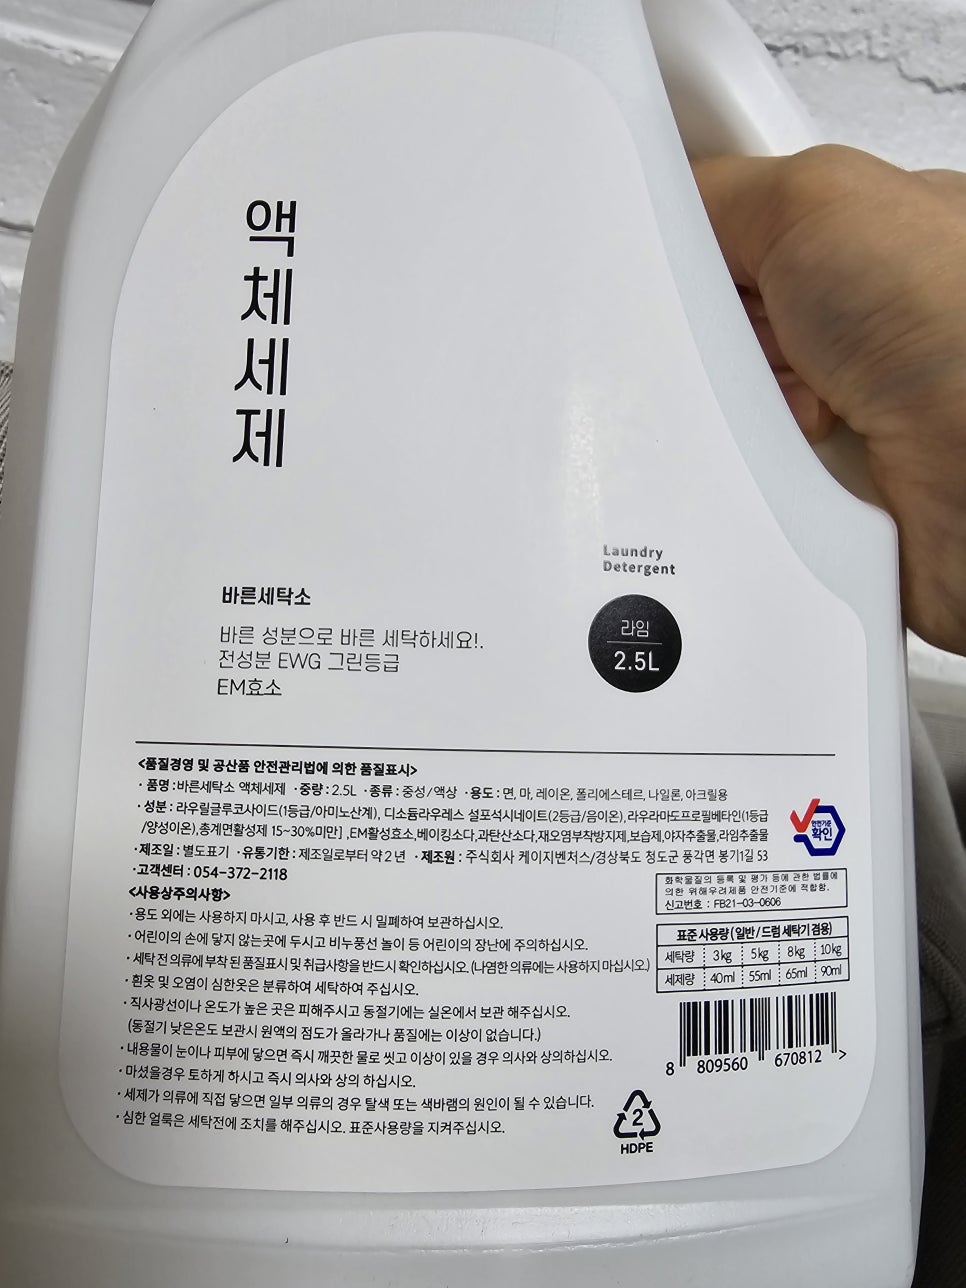 액체세제
Laundry
Detergent
라임
2.5L
바른세탁소
바른 성분으로 바른 세탁하세요!.
전성분 EWG 그린등급
EM효소
<품질경영 및 공산품 안전관리법에 의한 품질표시>
· 품명 : 바른세탁소 액체세제 · 중량 : 2.5L · 종류 : 중성/액상 · 용도 : 면, 마, 레이온, 폴리에스테르, 나일론, 아크릴용
· 성분 : 라우릴글루코사이드(1등급/아미노산계), 디소듐라우레스 설포석시네이트(2등급/음이온), 라우라마도프로필베타인(1등급
/양성이온),총계면활성제 15~30%미만] ,EM활성효소,베이킹소다,과탄산소다,재오염부착방지제,보습제,야자추출물,라임추출물
· 제조일 : 별도표기 · 유통기한 : 제조일로부터 약 2년 · 제조원 : 주식회사 케이지벤처스/경상북도 청도군 풍각면 봉기1길 53
· 고객센터 : 054-372-2118
안전기준
확인
<사용상주의사항>
· 용도 외에는 사용하지 마시고, 사용 후 반드 시 밀폐하여 보관하십시오.
· 어린이의 손에 닿지 않는곳에 두시고 비누풍선 놀이 등 어린이의 장난에 주의하십시오.
· 세탁 전 의류에 부착 된 품질표시 및 취급사항을 반드시 확인하십시오. (나염한 의류에는 사용하지 마십시오.)
· 흰옷 및 오염이 심한옷은 분류하여 세탁하여 주십시오.
· 직사광선이나 온도가 높은 곳은 피해주시고 동절기에는 실온에서 보관 해주십시오.
(동절기 낮은온도 보관시 원액의 점도가 올라가나 품질에는 이상이 없습니다.)
· 내용물이 눈이나 피부에 닿으면 즉시 깨끗한 물로 씻고 이상이 있을 경우 의사와 상의하십시오.
· 마셨을경우 토하게 하시고 즉시 의사와 상의 하십시오.
· 세제가 의류에 직접 닿으면 일부 의류의 경우 탈색 또는 색바램의 원인이 될 수 있습니다.
· 심한 얼룩은 세탁전에 조치를 해주십시오. 표준사용량을 지켜주십시오.
화학물질의 등록 및 평가 등에 관한 법률에
의한 위해우려제품 안전기준에 적합함.
신고번호 : FB21-03-0606
표준 사용량 (일반 / 드럼 세탁기 겸용)
세탁량 3kg 5kg 8kg 10kg
세제량 40ml 55ml 65ml 90ml
8 809560 670812 >
2
HDPE